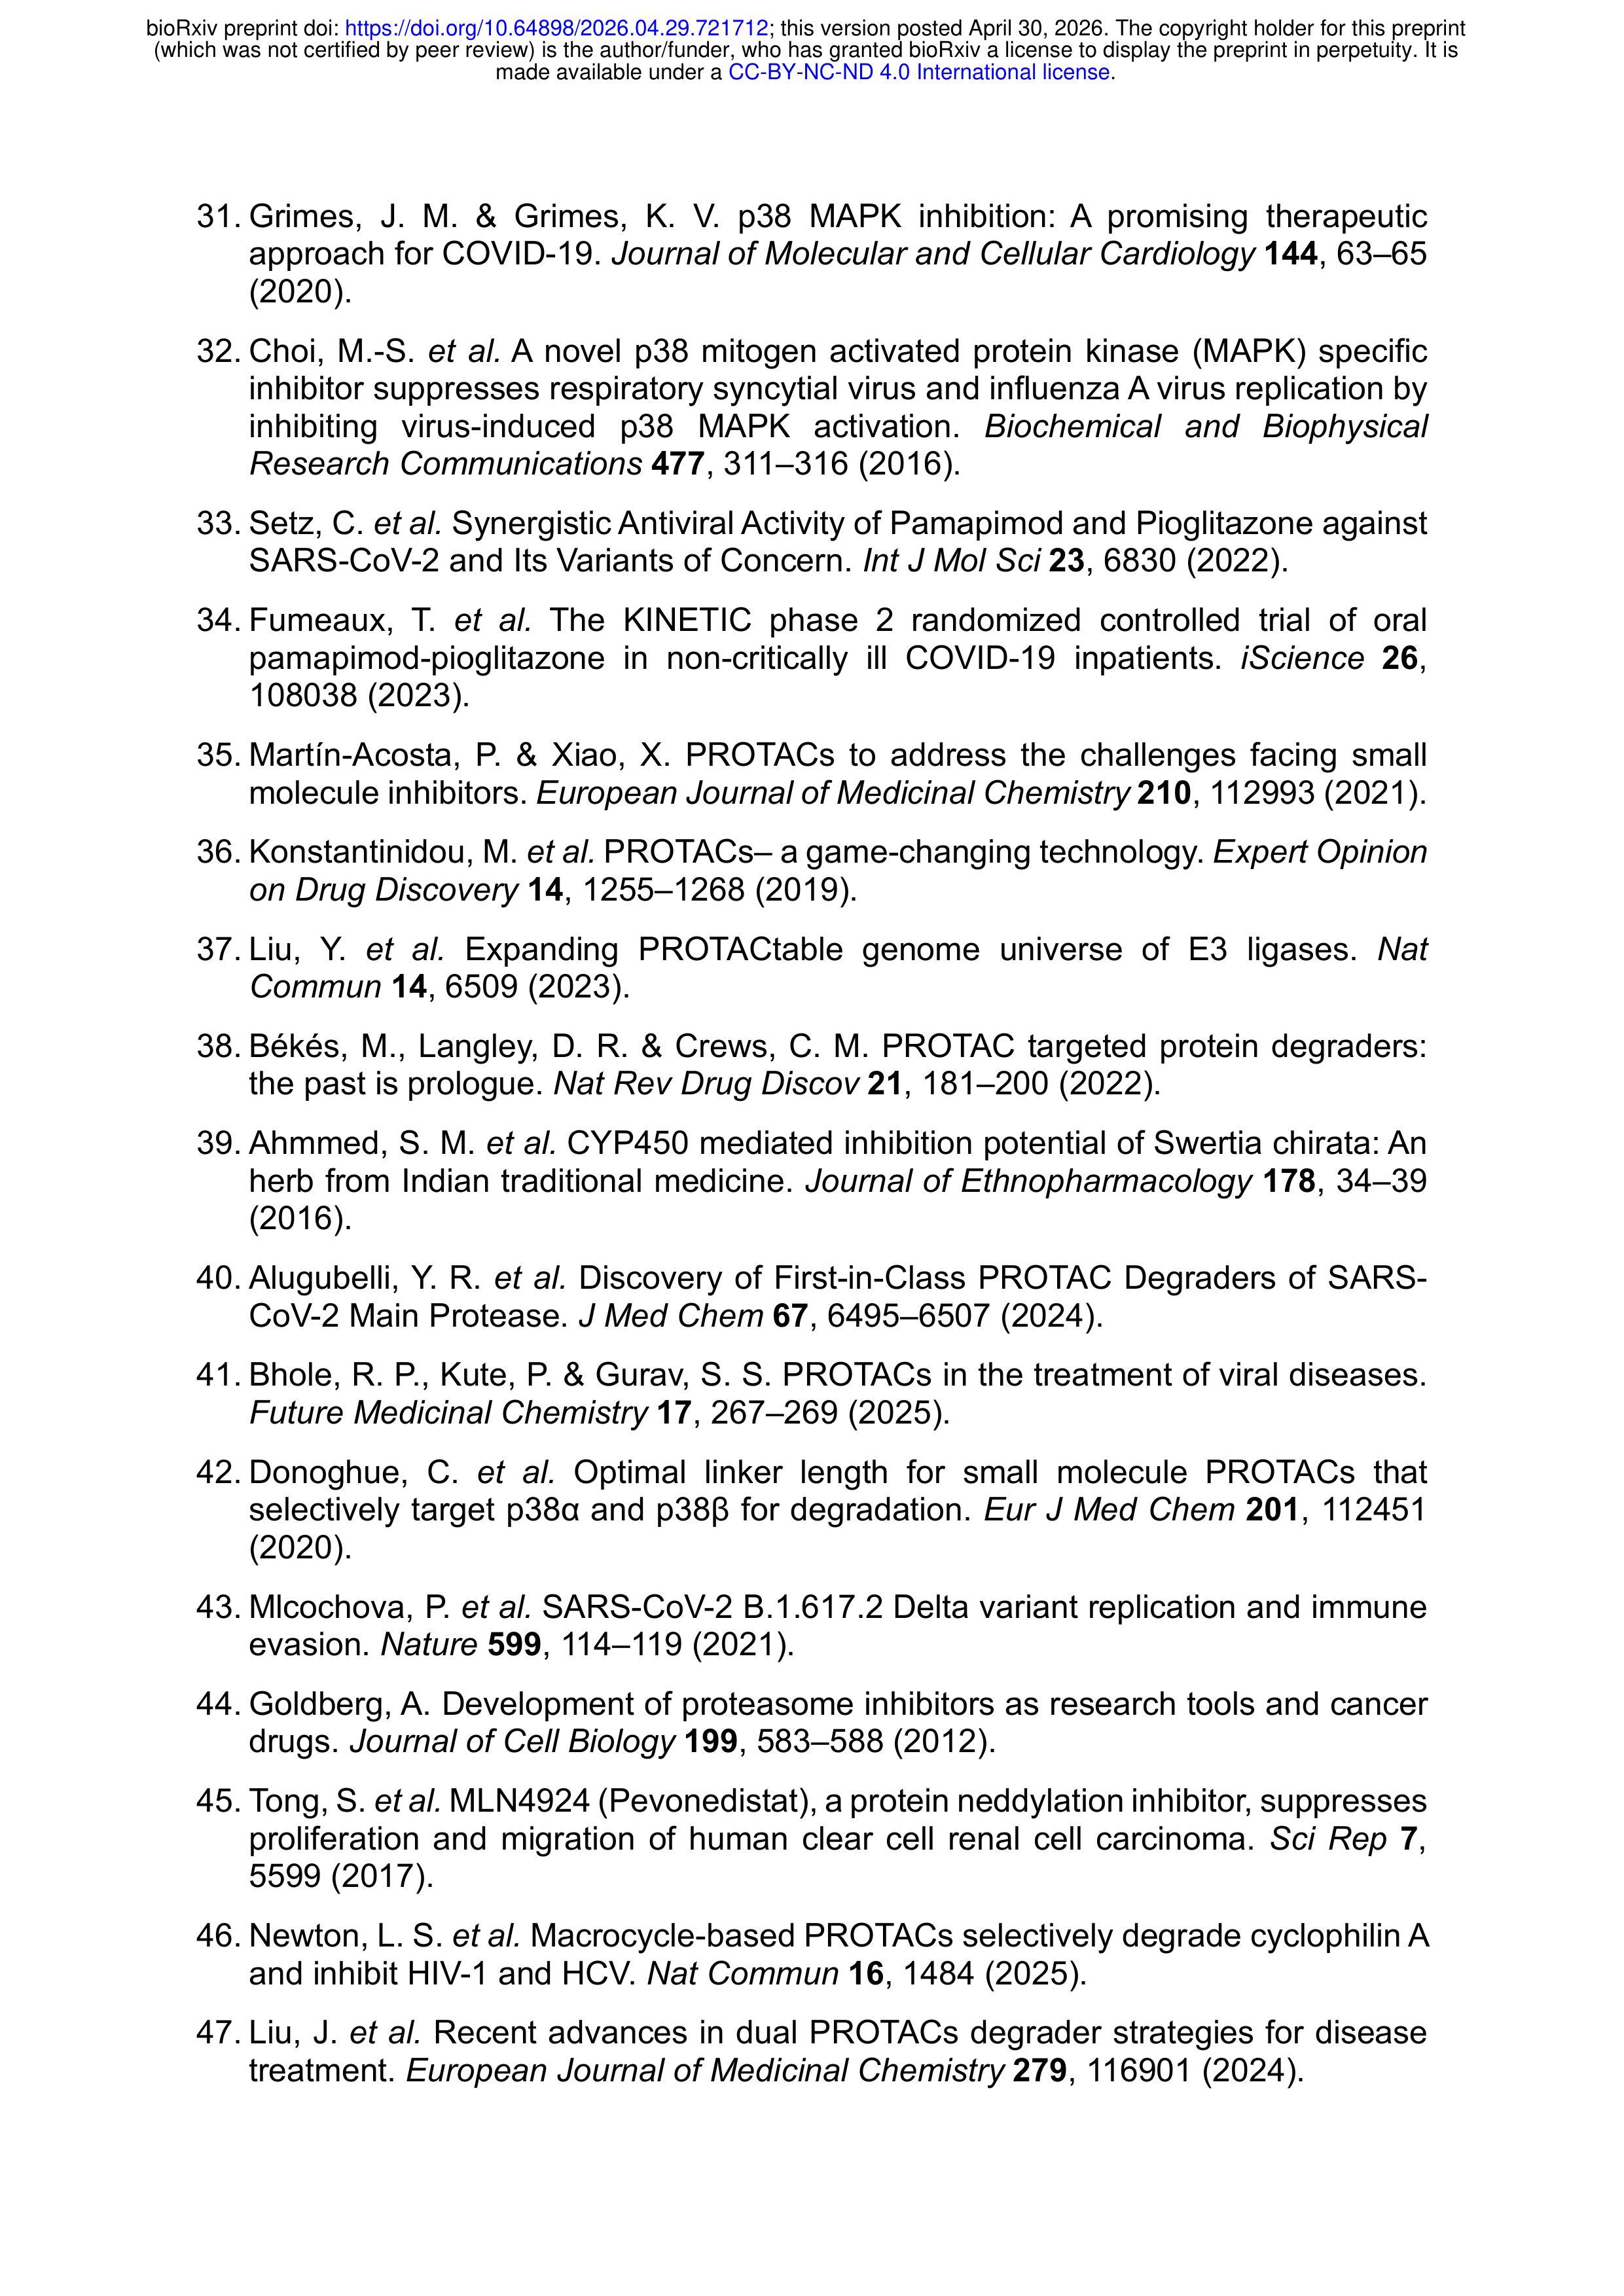 bioRxiv preprint doi: https://doi.org/10.64898/2026.04.29.721712; this version posted April 30, 2026. The copyright holder for this preprint
(which was not certified by peer review) is the author/funder, who has granted bioRxiv a license to display the preprint in perpetuity. It is
made available under a CC-BY-NC-ND 4.0 International license.
31. Grimes, J. M. & Grimes, K. V. p38 MAPK inhibition: A promising therapeutic
approach for COVID-19. Journal of Molecular and Cellular Cardiology 144, 63–65
(2020).
32. Choi, M.-S. et al. A novel p38 mitogen activated protein kinase (MAPK) specific
inhibitor suppresses respiratory syncytial virus and influenza A virus replication by
inhibiting virus-induced p38 MAPK activation. Biochemical and Biophysical
Research Communications 477, 311–316 (2016).
33. Setz, C. et al. Synergistic Antiviral Activity of Pamapimod and Pioglitazone against
SARS-CoV-2 and Its Variants of Concern. Int J Mol Sci 23, 6830 (2022).
34. Fumeaux, T. et al. The KINETIC phase 2 randomized controlled trial of oral
pamapimod-pioglitazone in non-critically ill COVID-19 inpatients. iScience 26,
108038 (2023).
35. Martín-Acosta, P. & Xiao, X. PROTACs to address the challenges facing small
molecule inhibitors. European Journal of Medicinal Chemistry 210, 112993 (2021).
36. Konstantinidou, M. et al. PROTACs– a game-changing technology. Expert Opinion
on Drug Discovery 14, 1255–1268 (2019).
37. Liu, Y. et al. Expanding PROTACtable genome universe of E3 ligases. Nat
Commun 14, 6509 (2023).
38. Békés, M., Langley, D. R. & Crews, C. M. PROTAC targeted protein degraders:
the past is prologue. Nat Rev Drug Discov 21, 181–200 (2022).
39. Ahmmed, S. M. et al. CYP450 mediated inhibition potential of Swertia chirata: An
herb from Indian traditional medicine. Journal of Ethnopharmacology 178, 34–39
(2016).
40. Alugubelli, Y. R. et al. Discovery of First-in-Class PROTAC Degraders of SARS-
CoV-2 Main Protease. J Med Chem 67, 6495–6507 (2024).
41. Bhole, R. P., Kute, P. & Gurav, S. S. PROTACs in the treatment of viral diseases.
Future Medicinal Chemistry 17, 267–269 (2025).
42. Donoghue, C. et al. Optimal linker length for small molecule PROTACs that
selectively target p38α and p38β for degradation. Eur J Med Chem 201, 112451
(2020).
43. Mlcochova, P. et al. SARS-CoV-2 B.1.617.2 Delta variant replication and immune
evasion. Nature 599, 114–119 (2021).
44. Goldberg, A. Development of proteasome inhibitors as research tools and cancer
drugs. Journal of Cell Biology 199, 583–588 (2012).
45. Tong, S. et al. MLN4924 (Pevonedistat), a protein neddylation inhibitor, suppresses
proliferation and migration of human clear cell renal cell carcinoma. Sci Rep 7,
5599 (2017).
46. Newton, L. S. et al. Macrocycle-based PROTACs selectively degrade cyclophilin A
and inhibit HIV-1 and HCV. Nat Commun 16, 1484 (2025).
47. Liu, J. et al. Recent advances in dual PROTACs degrader strategies for disease
treatment. European Journal of Medicinal Chemistry 279, 116901 (2024).